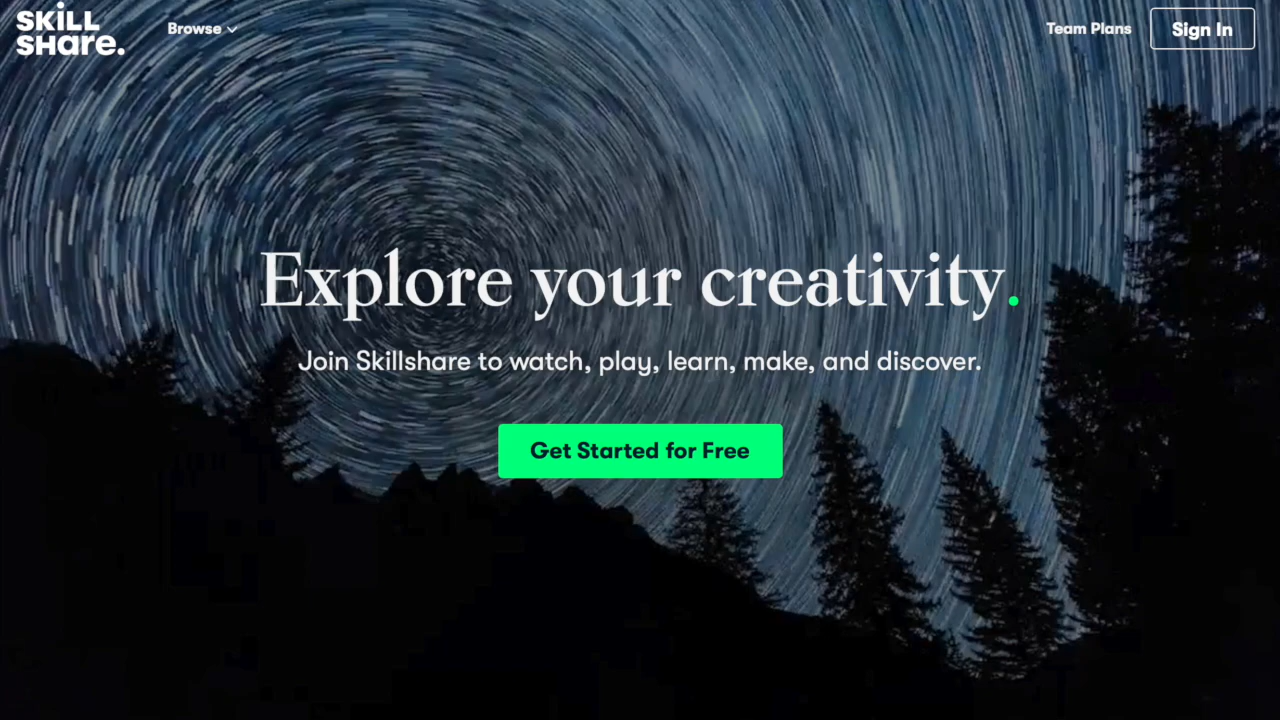 SKiLL
SHare.
Browse
Team Plans
Sign In
Explore your creativity.
Join Skillshare to watch, play, learn, make, and discover.
Get Started for Free